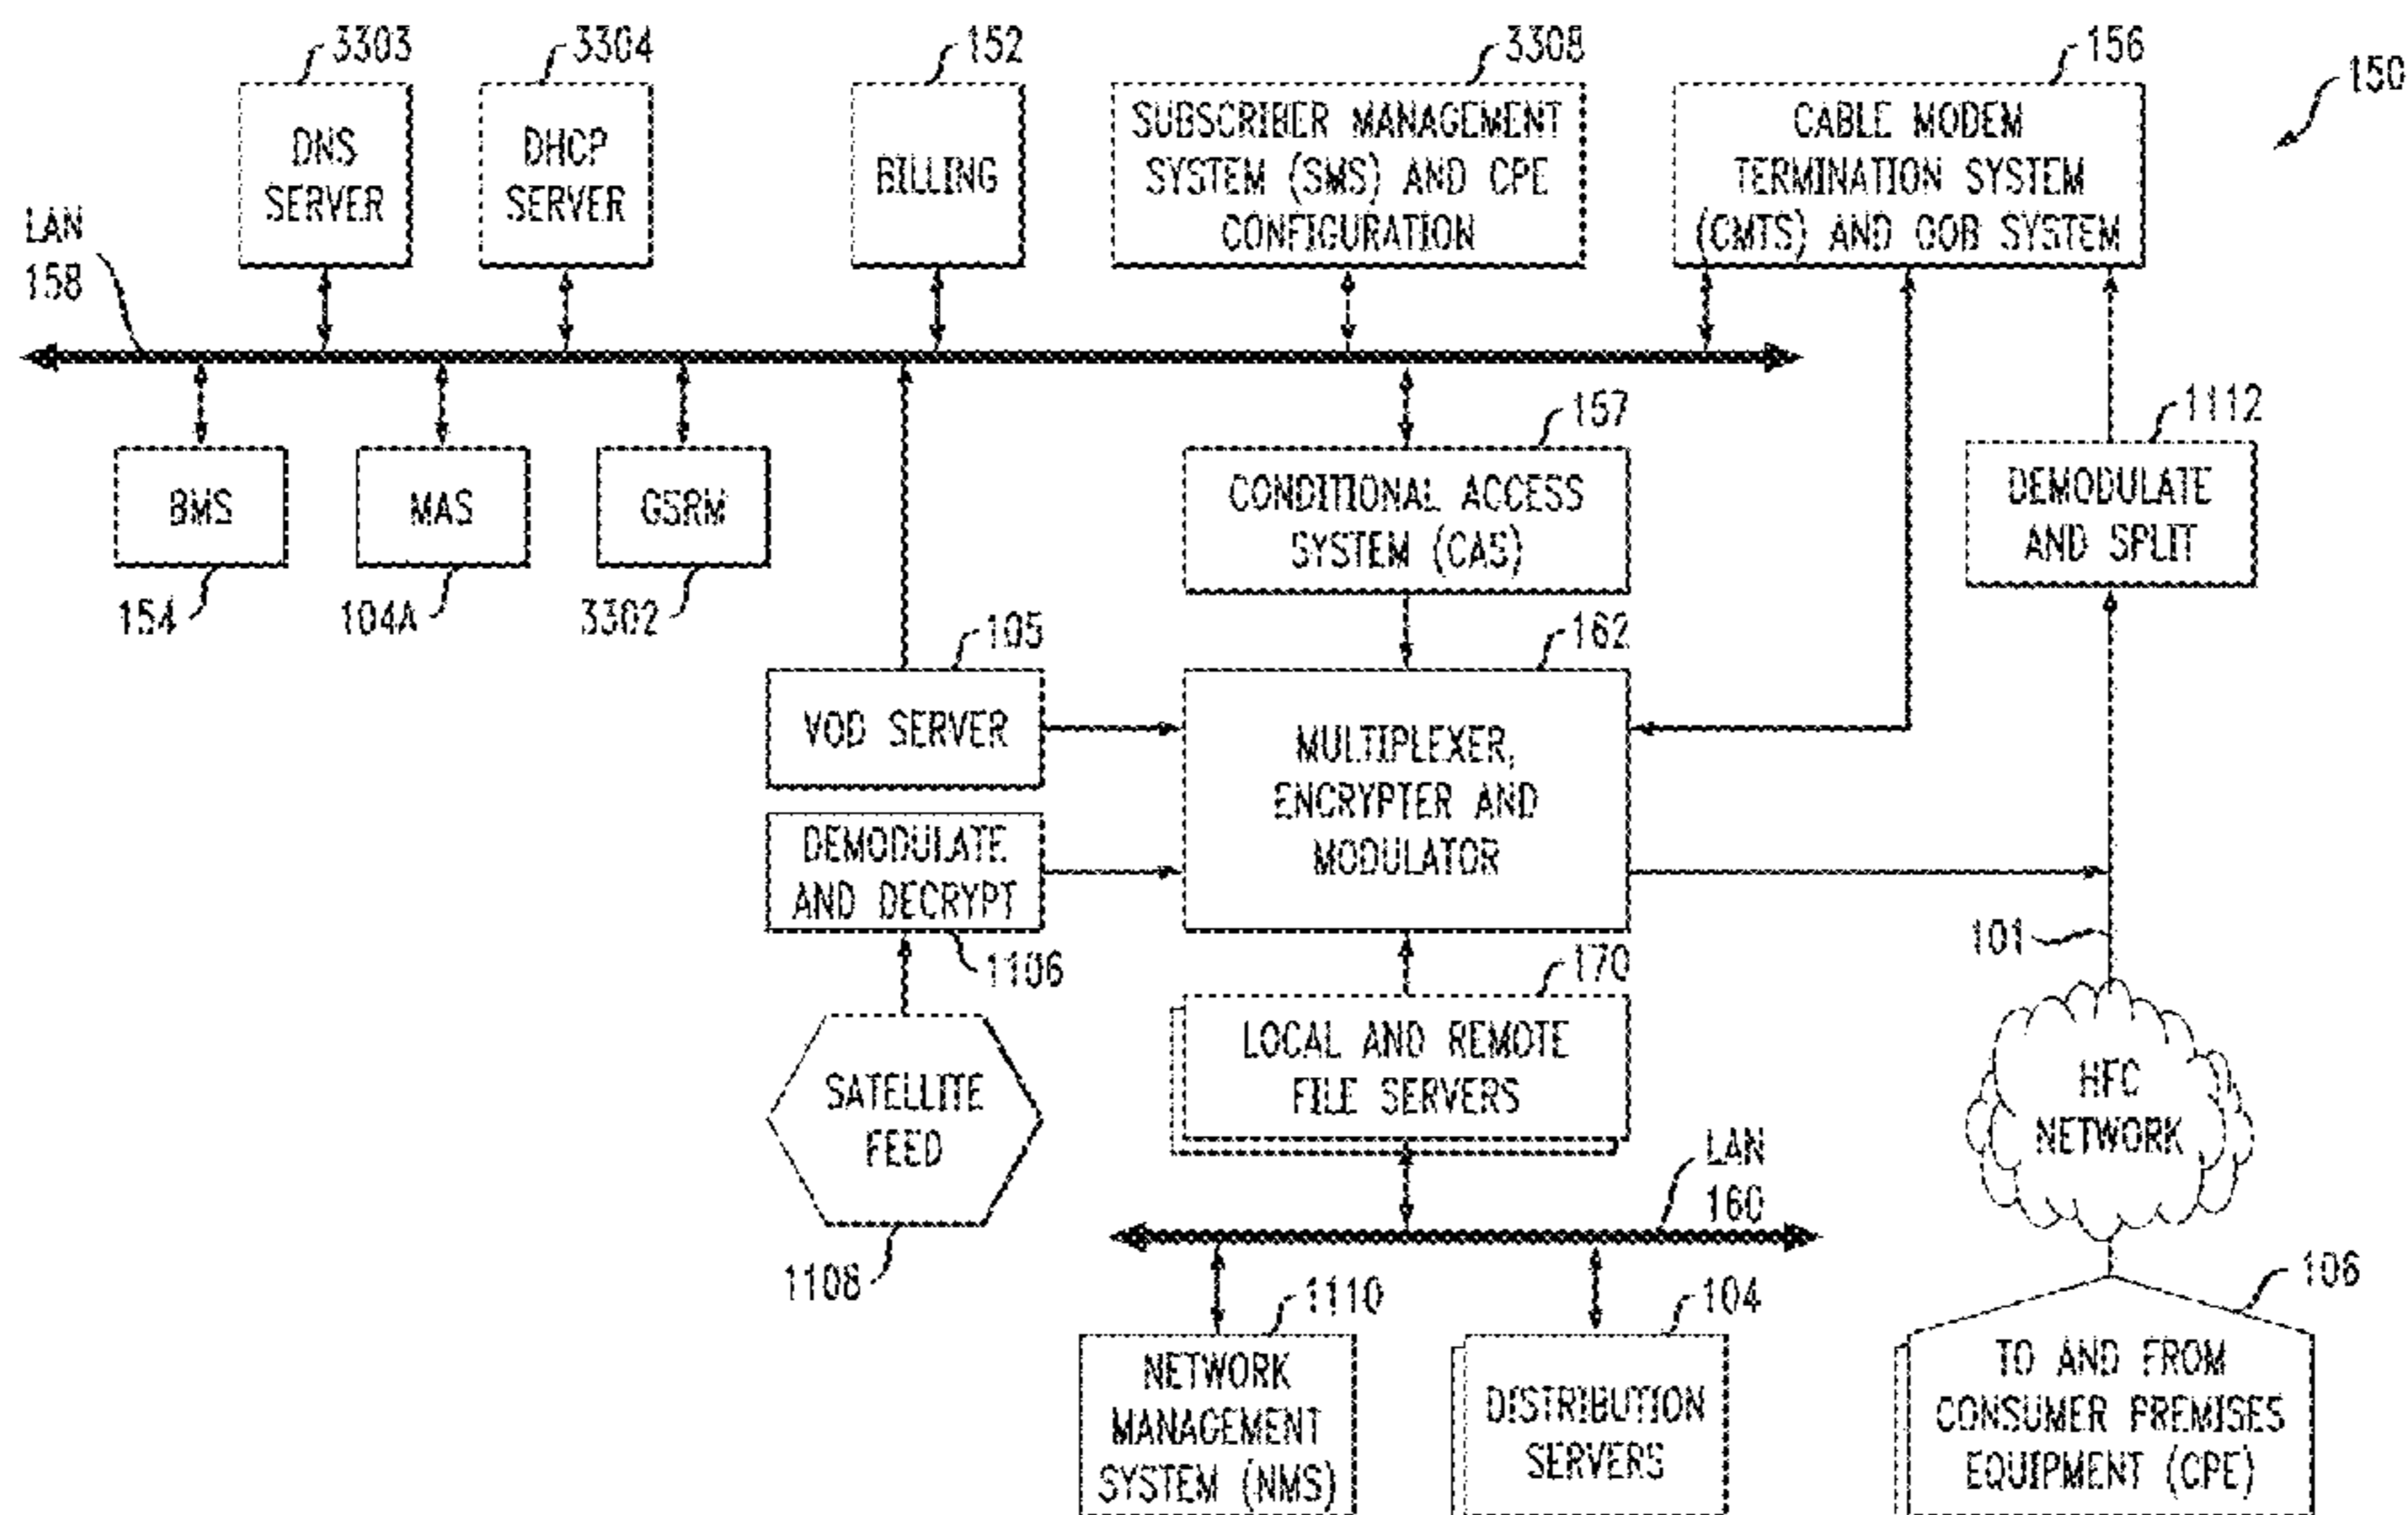 3303
3304
152
3308
156
150
DNS
SERVER
DHCP
SERVER
BILLING
SUBSCRIBER MANAGEMENT
SYSTEM (SMS) AND CPE
CONFIGURATION
CABLE MODEM
TERMINATION SYSTEM
(CMTS) AND OOB SYSTEM
LAN
158
157
1112
BMS
MAS
GSRM
CONDITIONAL ACCESS
SYSTEM (CAS)
DEMODULATE
AND SPLIT
154
104A
3302
105
162
VOD SERVER
MULTIPLEXER,
ENCRYPTER AND
MODULATOR
DEMODULATE
AND DECRYPT
1106
101
170
SATELLITE
FEED
LOCAL AND REMOTE
FILE SERVERS
HFC
NETWORK
LAN
160
1108
1110
104
106
NETWORK
MANAGEMENT
SYSTEM (NMS)
DISTRIBUTION
SERVERS
TO AND FROM
CONSUMER PREMISES
EQUIPMENT (CPE)